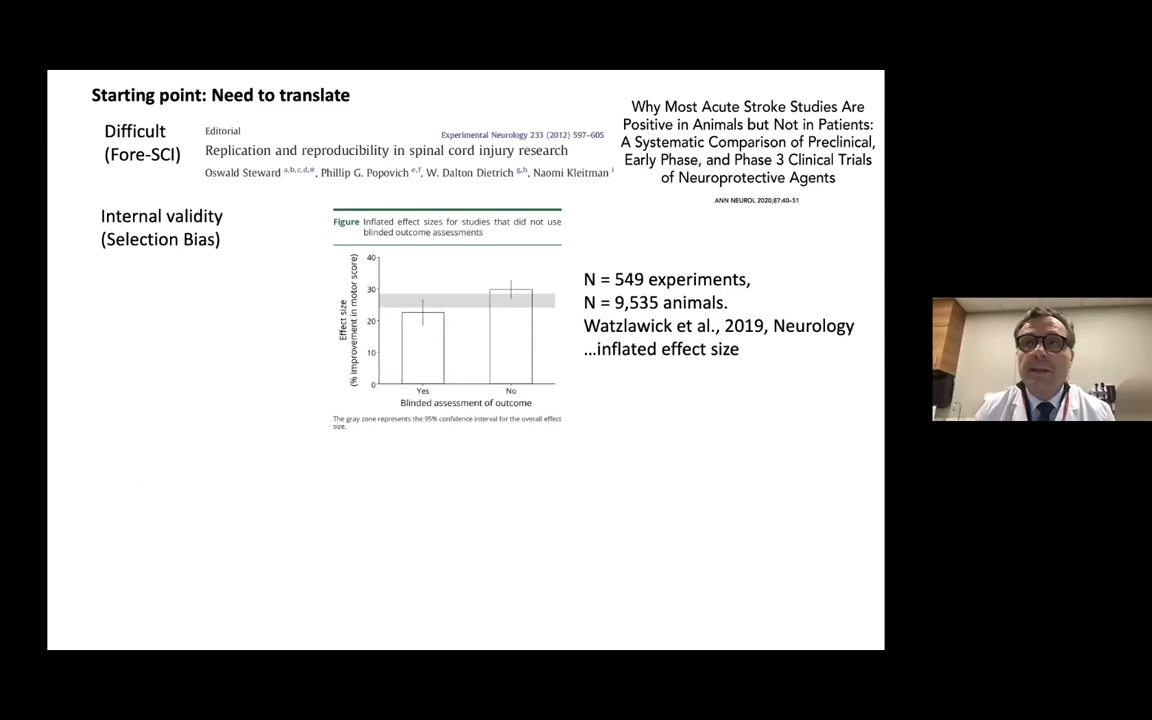 Starting point: Need to translate
Difficult
(Fore-SCI)
Editorial
Experimental Neurology 233 (2012) 597–605
Replication and reproducibility in spinal cord injury research
Oswald Steward a,b,c,d,*, Phillip G. Popovich e,f, W. Dalton Dietrich g,h, Naomi Kleitman i
Why Most Acute Stroke Studies Are
Positive in Animals but Not in Patients:
A Systematic Comparison of Preclinical,
Early Phase, and Phase 3 Clinical Trials
of Neuroprotective Agents
ANN NEUROL 2020;87:40–51
Internal validity
(Selection Bias)
Figure Inflated effect sizes for studies that did not use
blinded outcome assessments
Effect size
(% improvement in motor score)
40
30
20
10
0
Yes
No
Blinded assessment of outcome
The gray zone represents the 95% confidence interval for the overall effect
size.
N = 549 experiments,
N = 9,535 animals.
Watzlawick et al., 2019, Neurology
...inflated effect size